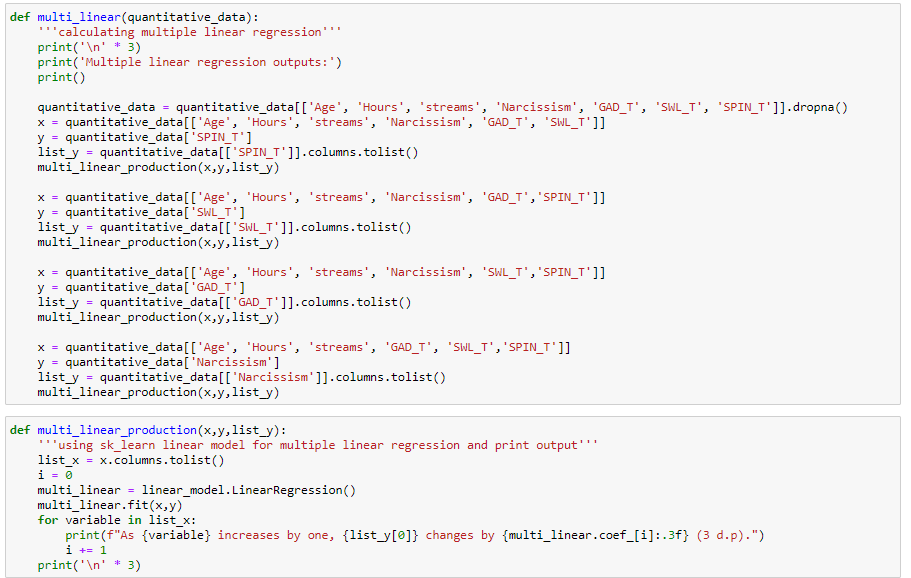 def multi_linear(quantitative_data):
    '''calculating multiple linear regression'''
    print('\n' * 3)
    print('Multiple linear regression outputs:')
    print()

    quantitative_data = quantitative_data[['Age', 'Hours', 'streams', 'Narcissism', 'GAD_T', 'SWL_T', 'SPIN_T']].dropna()
    x = quantitative_data[['Age', 'Hours', 'streams', 'Narcissism', 'GAD_T', 'SWL_T']]
    y = quantitative_data['SPIN_T']
    list_y = quantitative_data[['SPIN_T']].columns.tolist()
    multi_linear_production(x,y,list_y)

    x = quantitative_data[['Age', 'Hours', 'streams', 'Narcissism', 'GAD_T','SPIN_T']]
    y = quantitative_data['SWL_T']
    list_y = quantitative_data[['SWL_T']].columns.tolist()
    multi_linear_production(x,y,list_y)

    x = quantitative_data[['Age', 'Hours', 'streams', 'Narcissism', 'SWL_T','SPIN_T']]
    y = quantitative_data['GAD_T']
    list_y = quantitative_data[['GAD_T']].columns.tolist()
    multi_linear_production(x,y,list_y)

    x = quantitative_data[['Age', 'Hours', 'streams', 'GAD_T', 'SWL_T','SPIN_T']]
    y = quantitative_data['Narcissism']
    list_y = quantitative_data[['Narcissism']].columns.tolist()
    multi_linear_production(x,y,list_y)

def multi_linear_production(x,y,list_y):
    '''using sk_learn linear model for multiple linear regression and print output'''
    list_x = x.columns.tolist()
    i = 0
    multi_linear = linear_model.LinearRegression()
    multi_linear.fit(x,y)
    for variable in list_x:
        print(f"As {variable} increases by one, {list_y[0]} changes by {multi_linear.coef_[i]:.3f} (3 d.p).")
        i += 1
    print('\n' * 3)